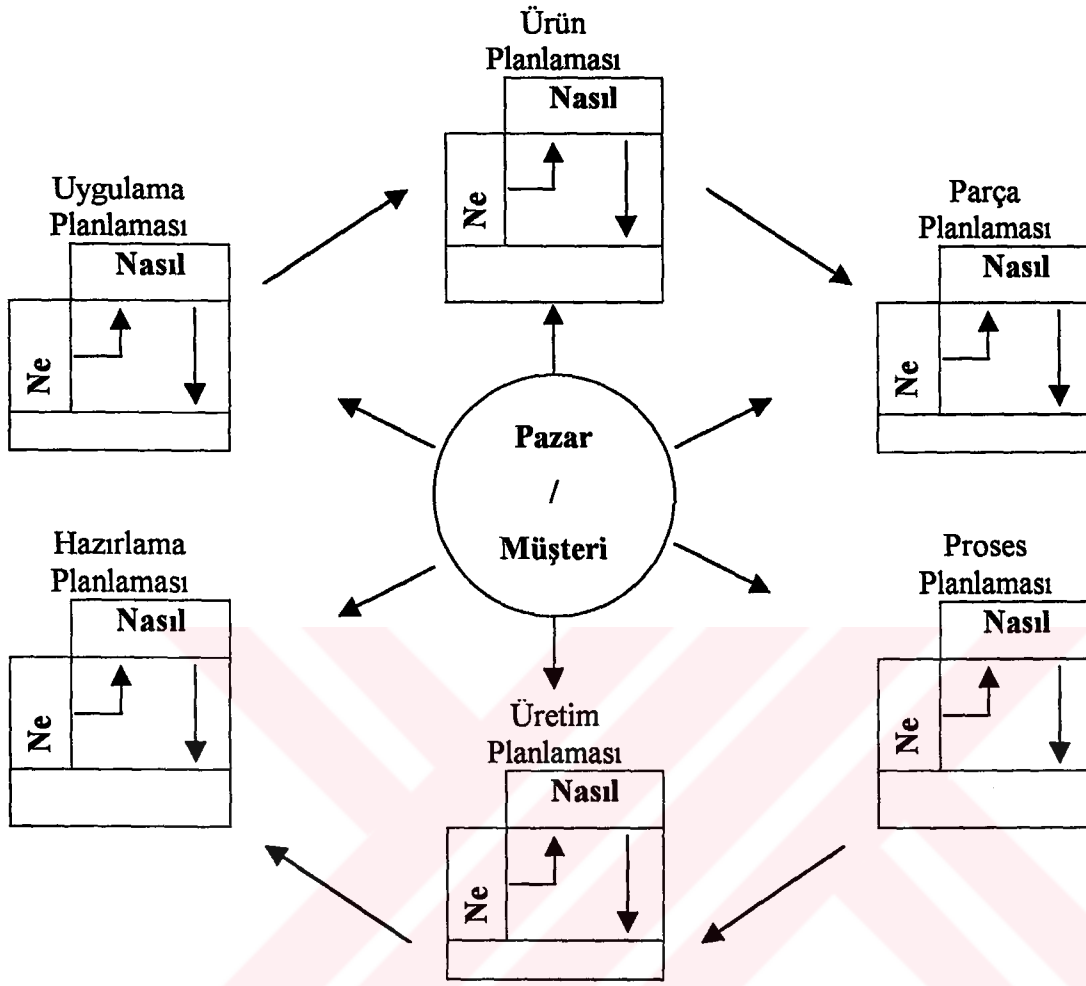 Ürün
Planlaması
Nasıl
Ne
Uygulama
Planlaması
Nasıl
Ne
Parça
Planlaması
Nasıl
Ne
Pazar
/
Müşteri
Hazırlama
Planlaması
Nasıl
Ne
Proses
Planlaması
Nasıl
Ne
Üretim
Planlaması
Nasıl
Ne